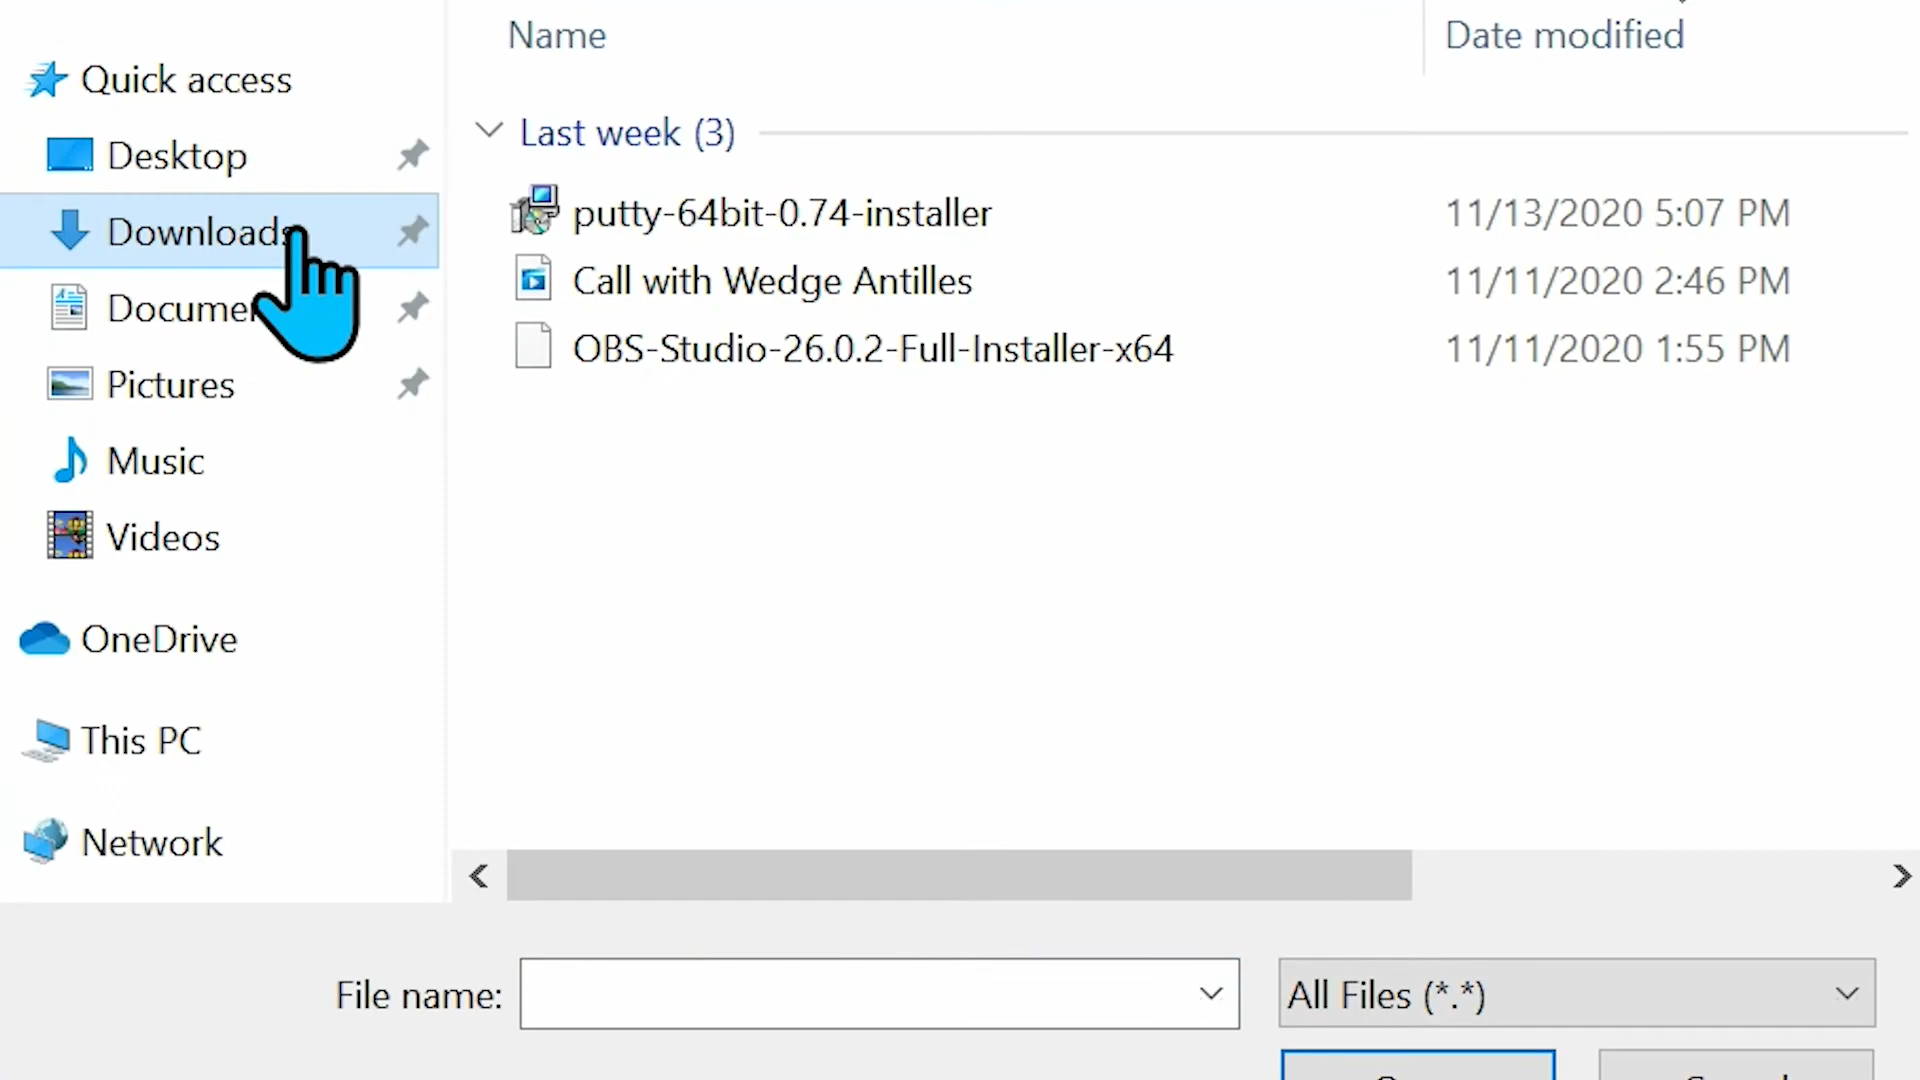 Name
Date modified
Quick access
Desktop
Downloads
Pictures
Music
Videos
OneDrive
This PC
Network
Last week (3)
putty-64bit-0.74-installer 11/13/2020 5:07 PM
Call with Wedge Antilles 11/11/2020 2:46 PM
OBS-Studio-26.0.2-Full-Installer-x64 11/11/2020 1:55 PM
File name:
All Files (*.*)